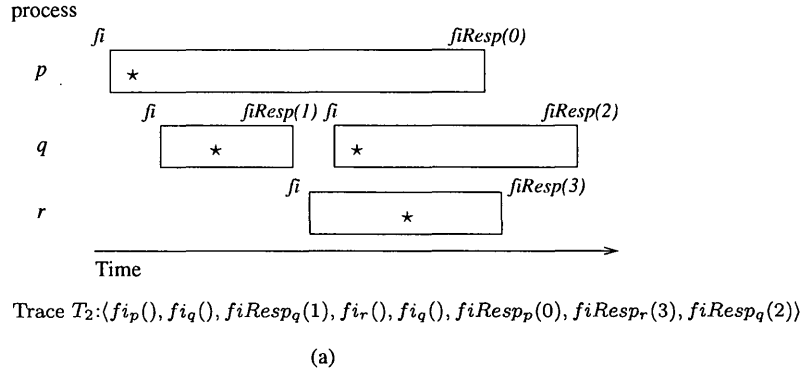 process
fi fiResp(0)
p
fi fiResp(1) fi fiResp(2)
q
fi fiResp(3)
r
Time
Trace T₂:⟨fiₚ(), fi_q(), fiResp_q(1), fi_r(), fi_q(), fiResp_p(0), fiResp_r(3), fiResp_q(2)⟩
(a)